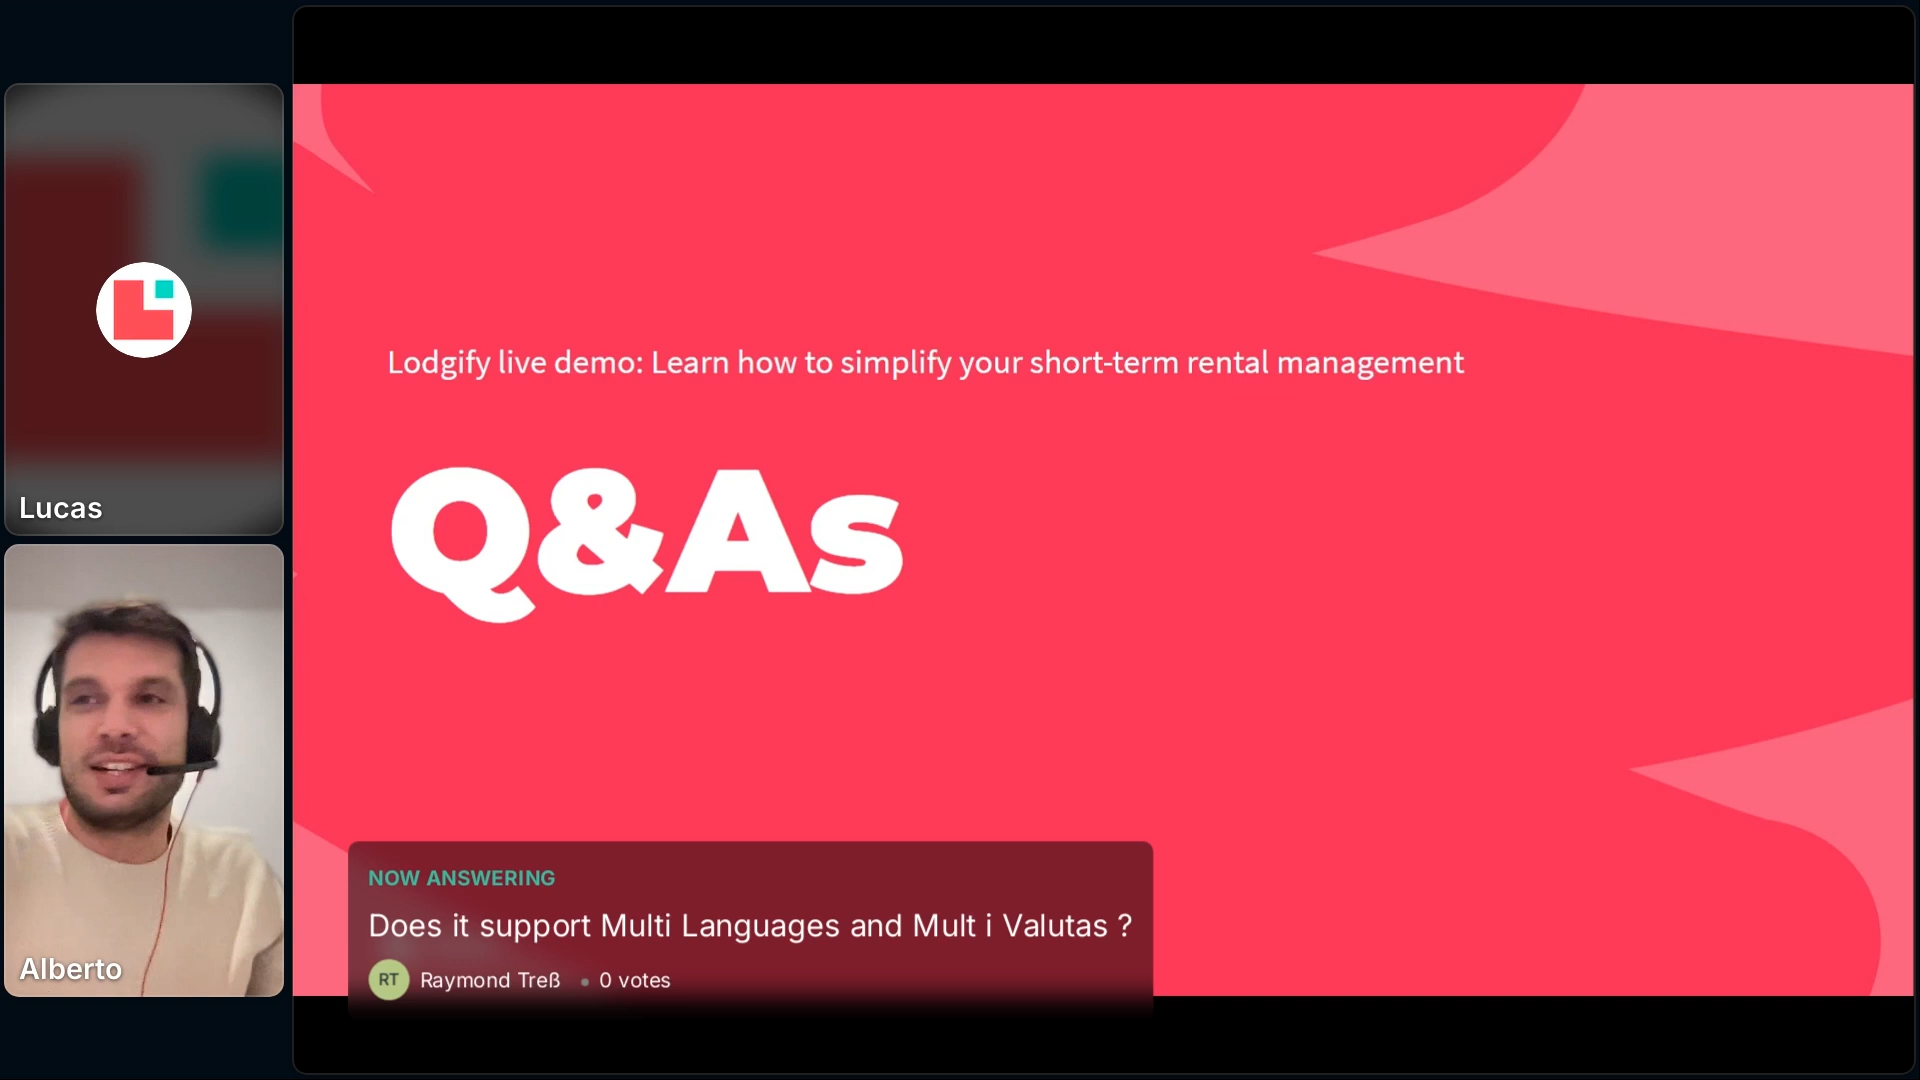 Lucas
Alberto
Lodgify live demo: Learn how to simplify your short-term rental management
Q&As
NOW ANSWERING
Does it support Multi Languages and Mult i Valutas ?
RT Raymond Treß • 0 votes